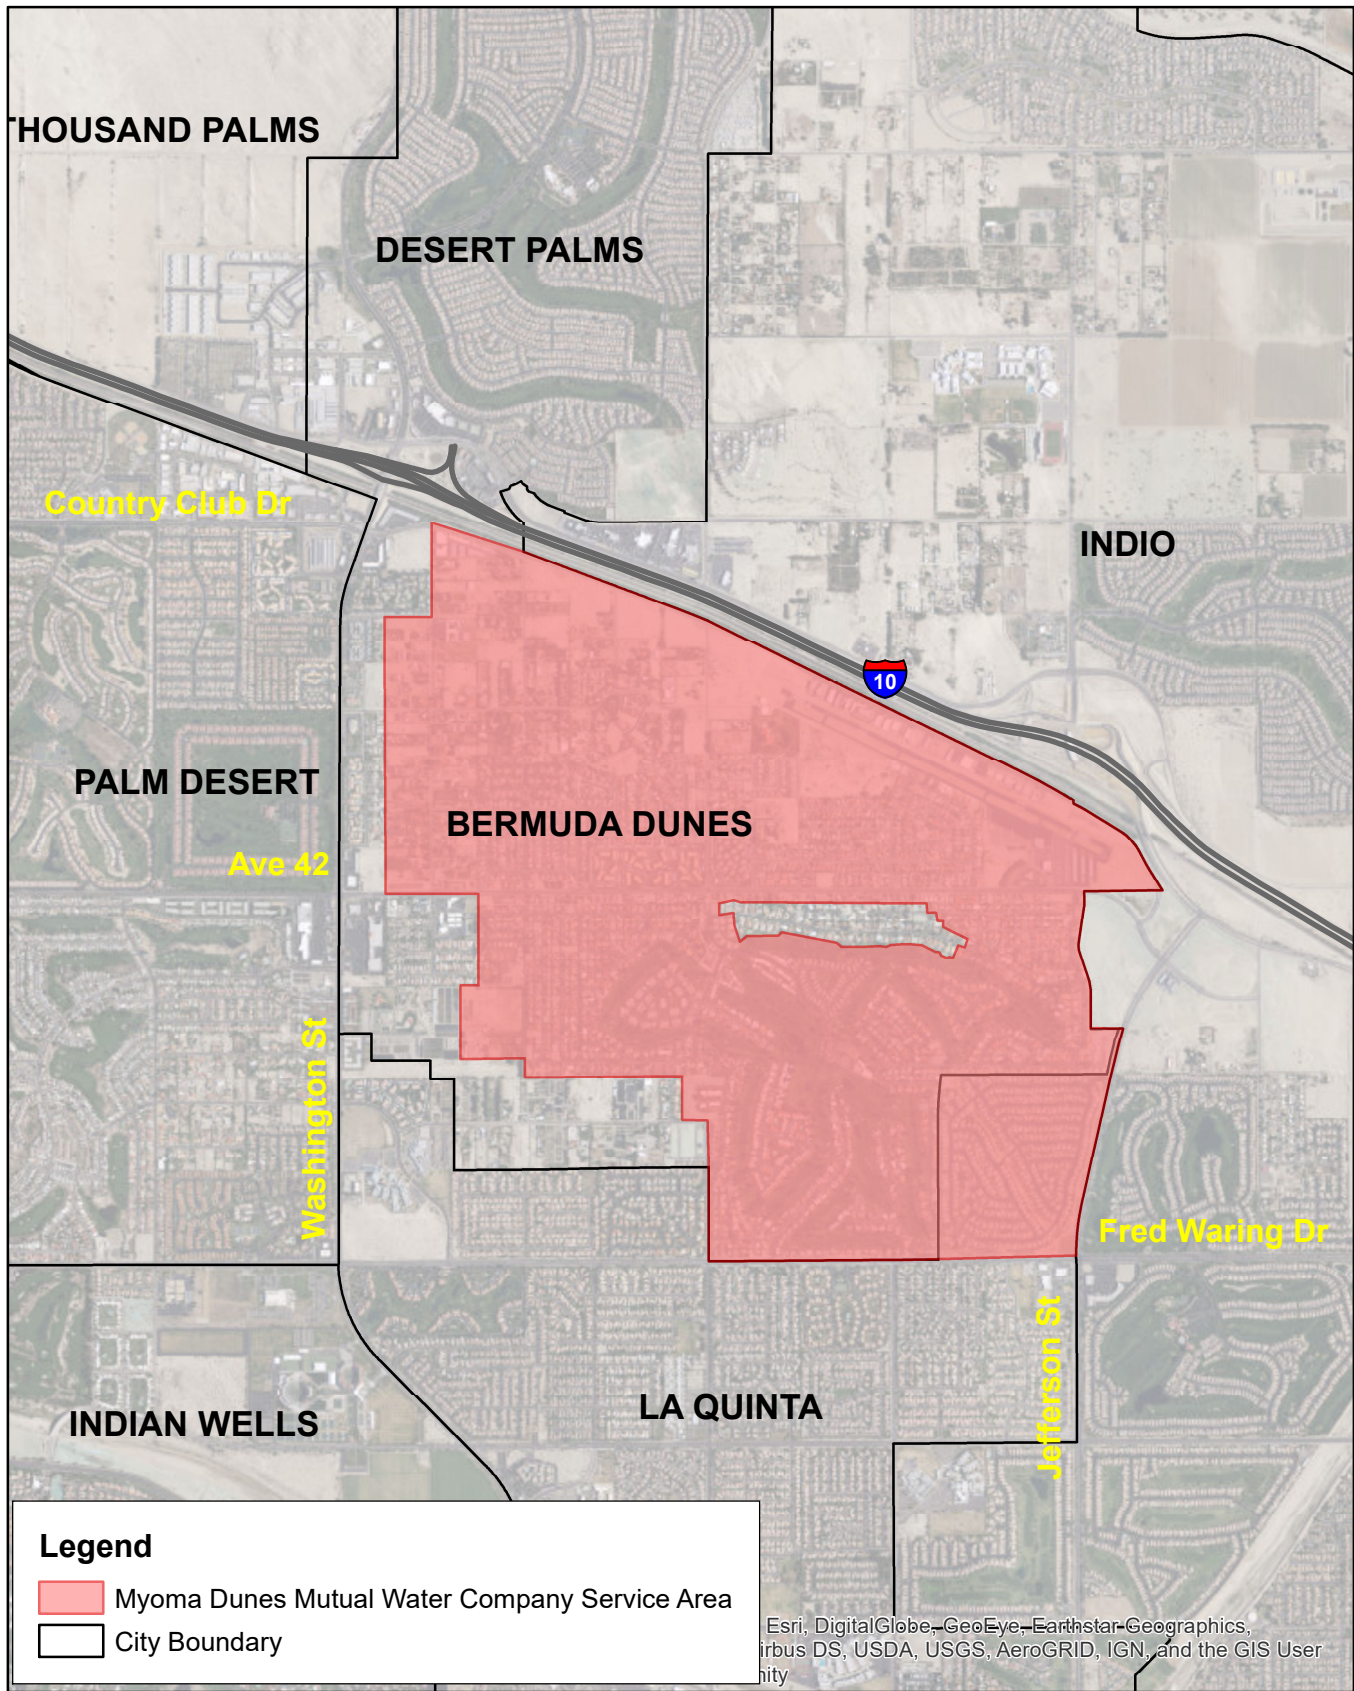 THOUSAND PALMS
DESERT PALMS
Country Club Dr
INDIO
10
PALM DESERT
BERMUDA DUNES
Ave 42
Washington St
Fred Waring Dr
Jefferson St
LA QUINTA
INDIAN WELLS
Legend
Myoma Dunes Mutual Water Company Service Area
City Boundary
Esri, DigitalGlobe, GeoEye, Earthstar Geographics,
irbus DS, USDA, USGS, AeroGRID, IGN, and the GIS User
nity